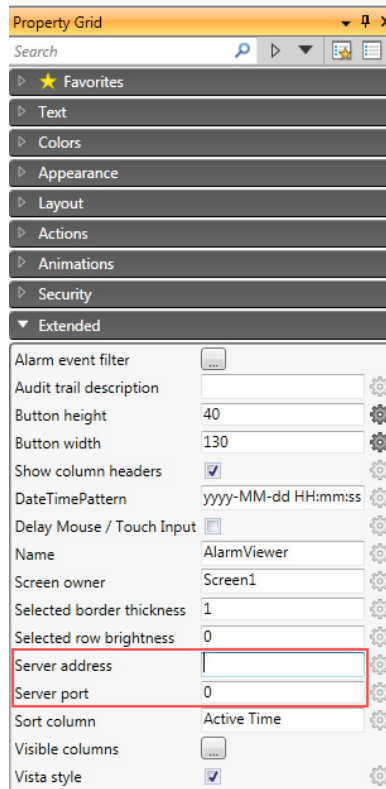 Property Grid
Search
Favorites
Text
Colors
Appearance
Layout
Actions
Animations
Security
Extended
Alarm event filter ...
Audit trail description
Button height 40
Button width 130
Show column headers
DateTimePattern yyyy-MM-dd HH:mm:ss
Delay Mouse / Touch Input
Name AlarmViewer
Screen owner Screen1
Selected border thickness 1
Selected row brightness 0
Server address
Server port 0
Sort column Active Time
Visible columns ...
Vista style